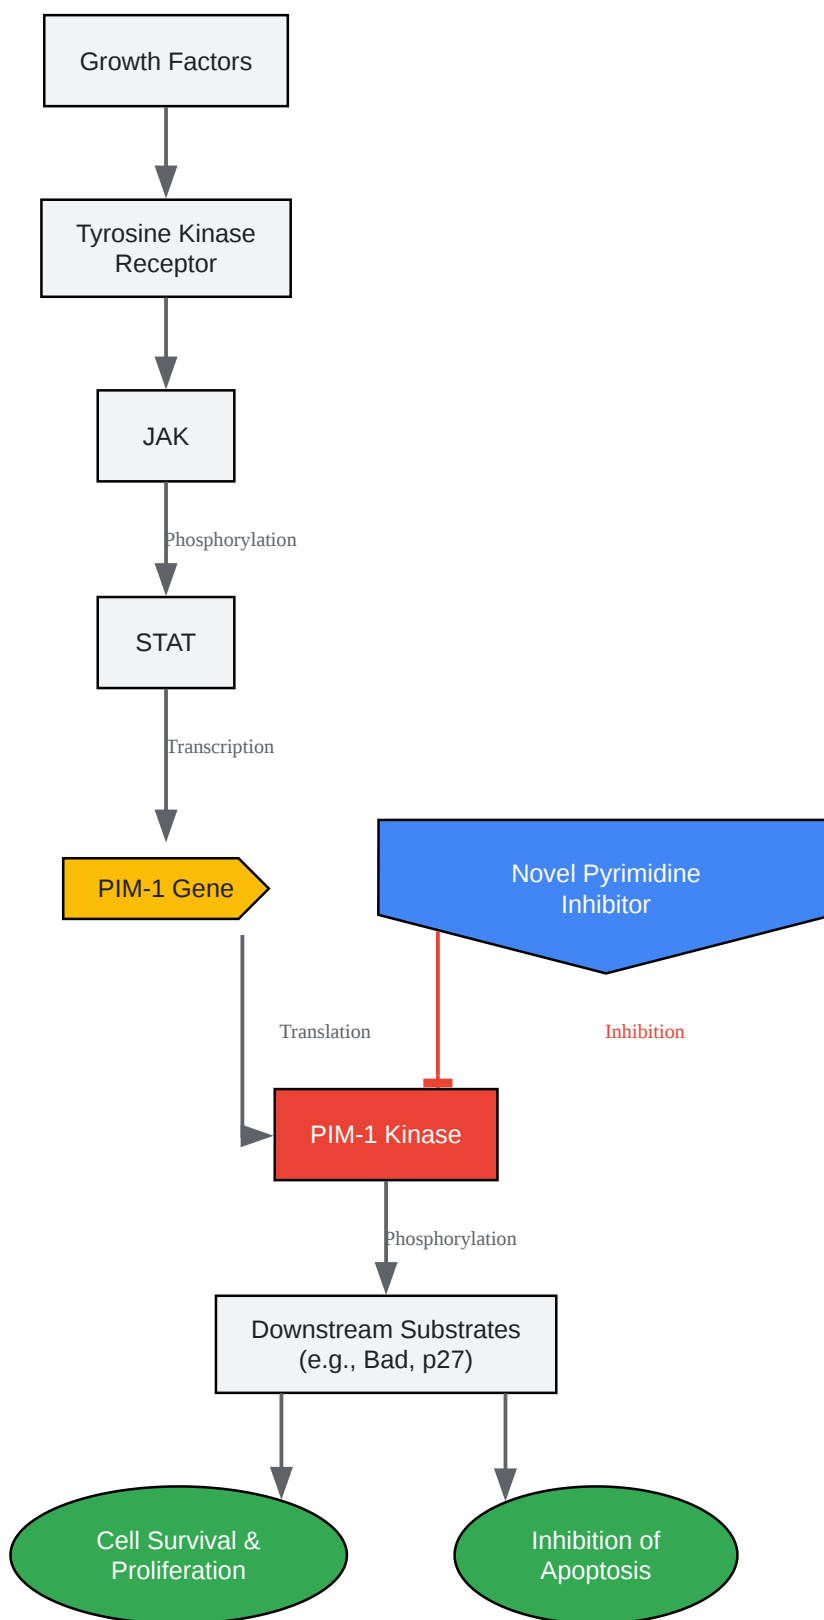 Growth Factors
Tyrosine Kinase
Receptor
JAK
Phosphorylation
STAT
Transcription
PIM-1 Gene
Novel Pyrimidine
Inhibitor
Translation
Inhibition
PIM-1 Kinase
Phosphorylation
Downstream Substrates
(e.g., Bad, p27)
Cell Survival &
Proliferation
Inhibition of
Apoptosis